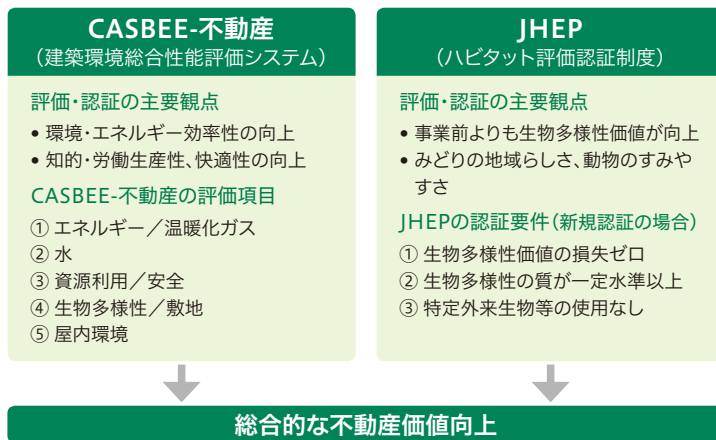 CASBEE-不動産
（建築環境総合性能評価システム）
評価・認証の主要観点
• 環境・エネルギー効率性の向上
• 知的・労働生産性、快適性の向上
CASBEE-不動産の評価項目
① エネルギー／温暖化ガス
② 水
③ 資源利用／安全
④ 生物多様性／敷地
⑤ 屋内環境
JHEP
（ハビタット評価認証制度）
評価・認証の主要観点
• 事業前よりも生物多様性価値が向上
• みどりの地域らしさ、動物のすみや
すさ
JHEPの認証要件（新規認証の場合）
① 生物多様性価値の損失ゼロ
② 生物多様性の質が一定水準以上
③ 特定外来生物等の使用なし
総合的な不動産価値向上